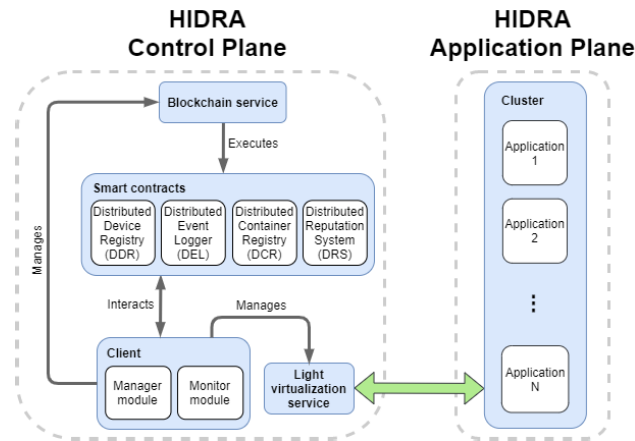 HIDRA
Control Plane
HIDRA
Application Plane
Blockchain service
Executes
Smart contracts
Distributed
Device
Registry
(DDR)
Distributed
Event
Logger
(DEL)
Distributed
Container
Registry
(DCR)
Distributed
Reputation
System
(DRS)
Manages
Interacts
Manages
Client
Manager
module
Monitor
module
Light
virtualization
service
Cluster
Application
1
Application
2
Application
N